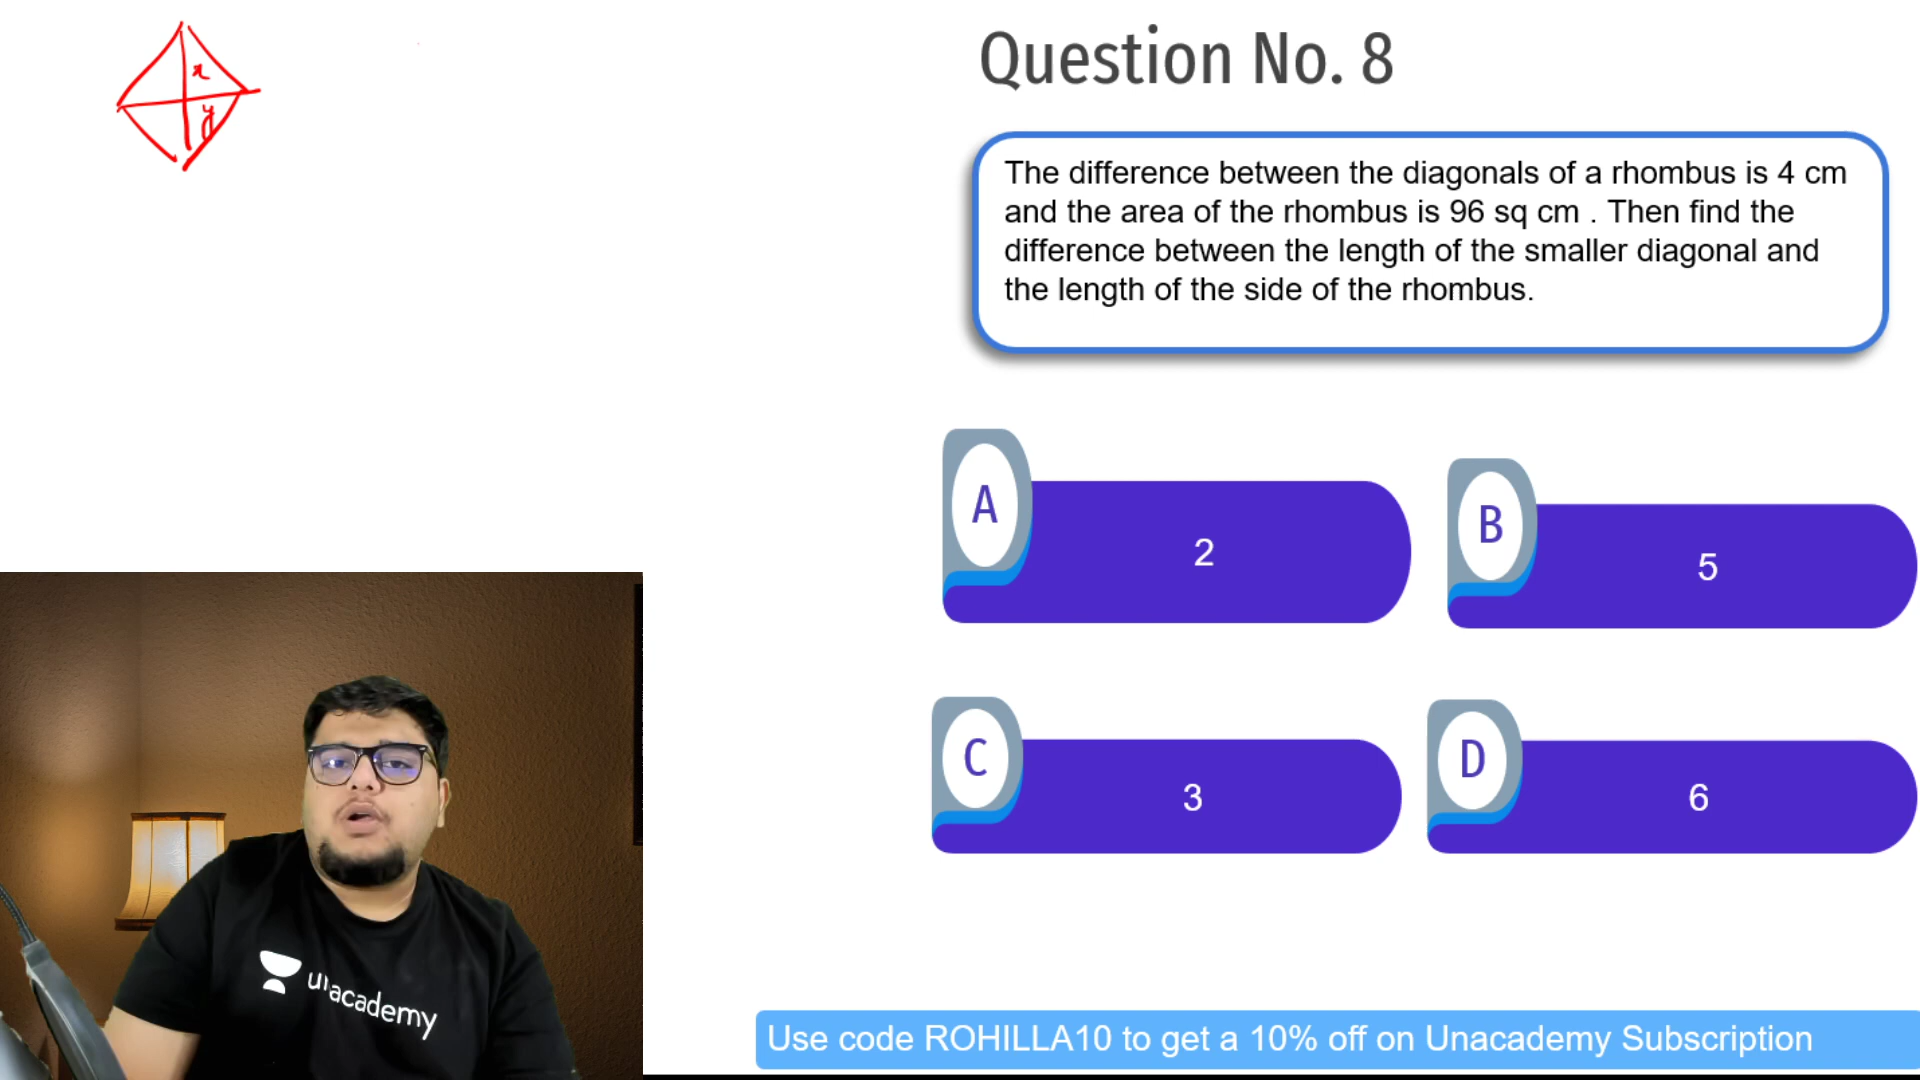 x
y
Question No. 8
The difference between the diagonals of a rhombus is 4 cm
and the area of the rhombus is 96 sq cm . Then find the
difference between the length of the smaller diagonal and
the length of the side of the rhombus.
A
2
B
5
C
3
D
6
unacademy
Use code ROHILLA10 to get a 10% off on Unacademy Subscription